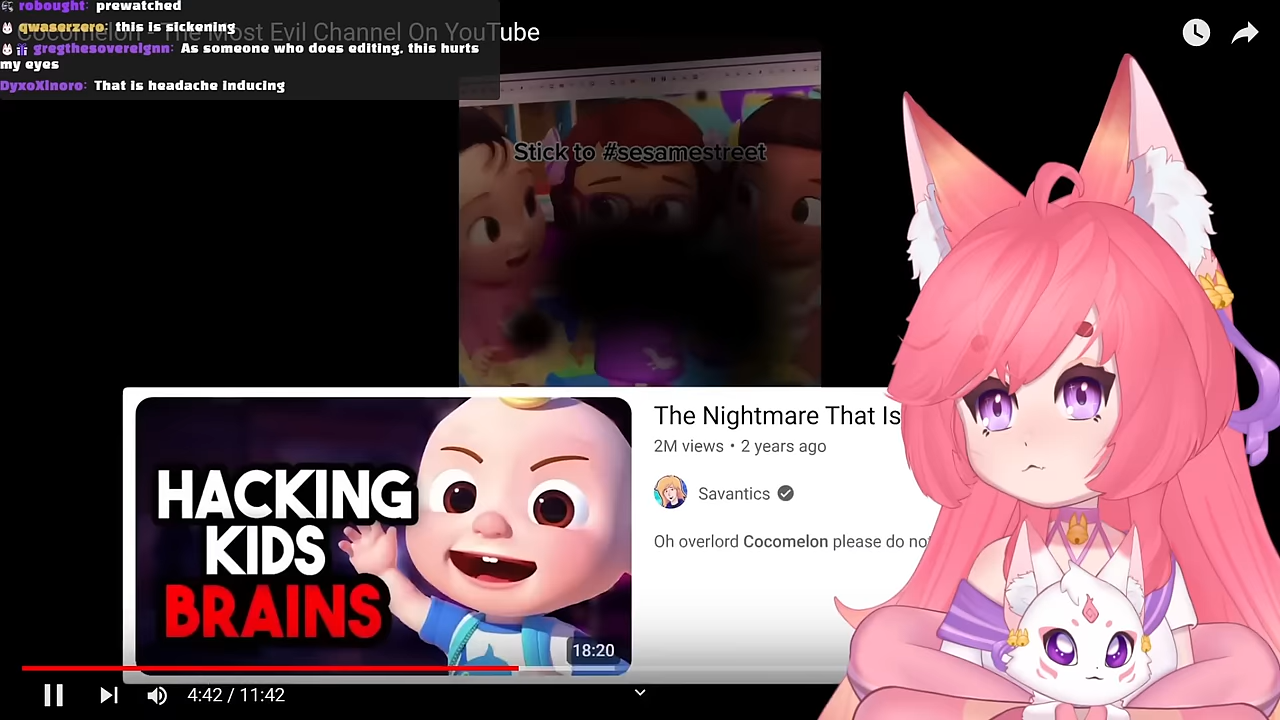 robought: prewatched
Cocomelon - The Most Evil Channel On YouTube
qwaserzero: this is sickening
gregthesovereignn: As someone who does editing, this hurts
my eyes
DyxoXinoro: That is headache inducing
Stick to #sesamestreet
HACKING
KIDS
BRAINS
18:20
The Nightmare That Is
2M views • 2 years ago
Savantics
Oh overlord Cocomelon please do no
4:42 / 11:42